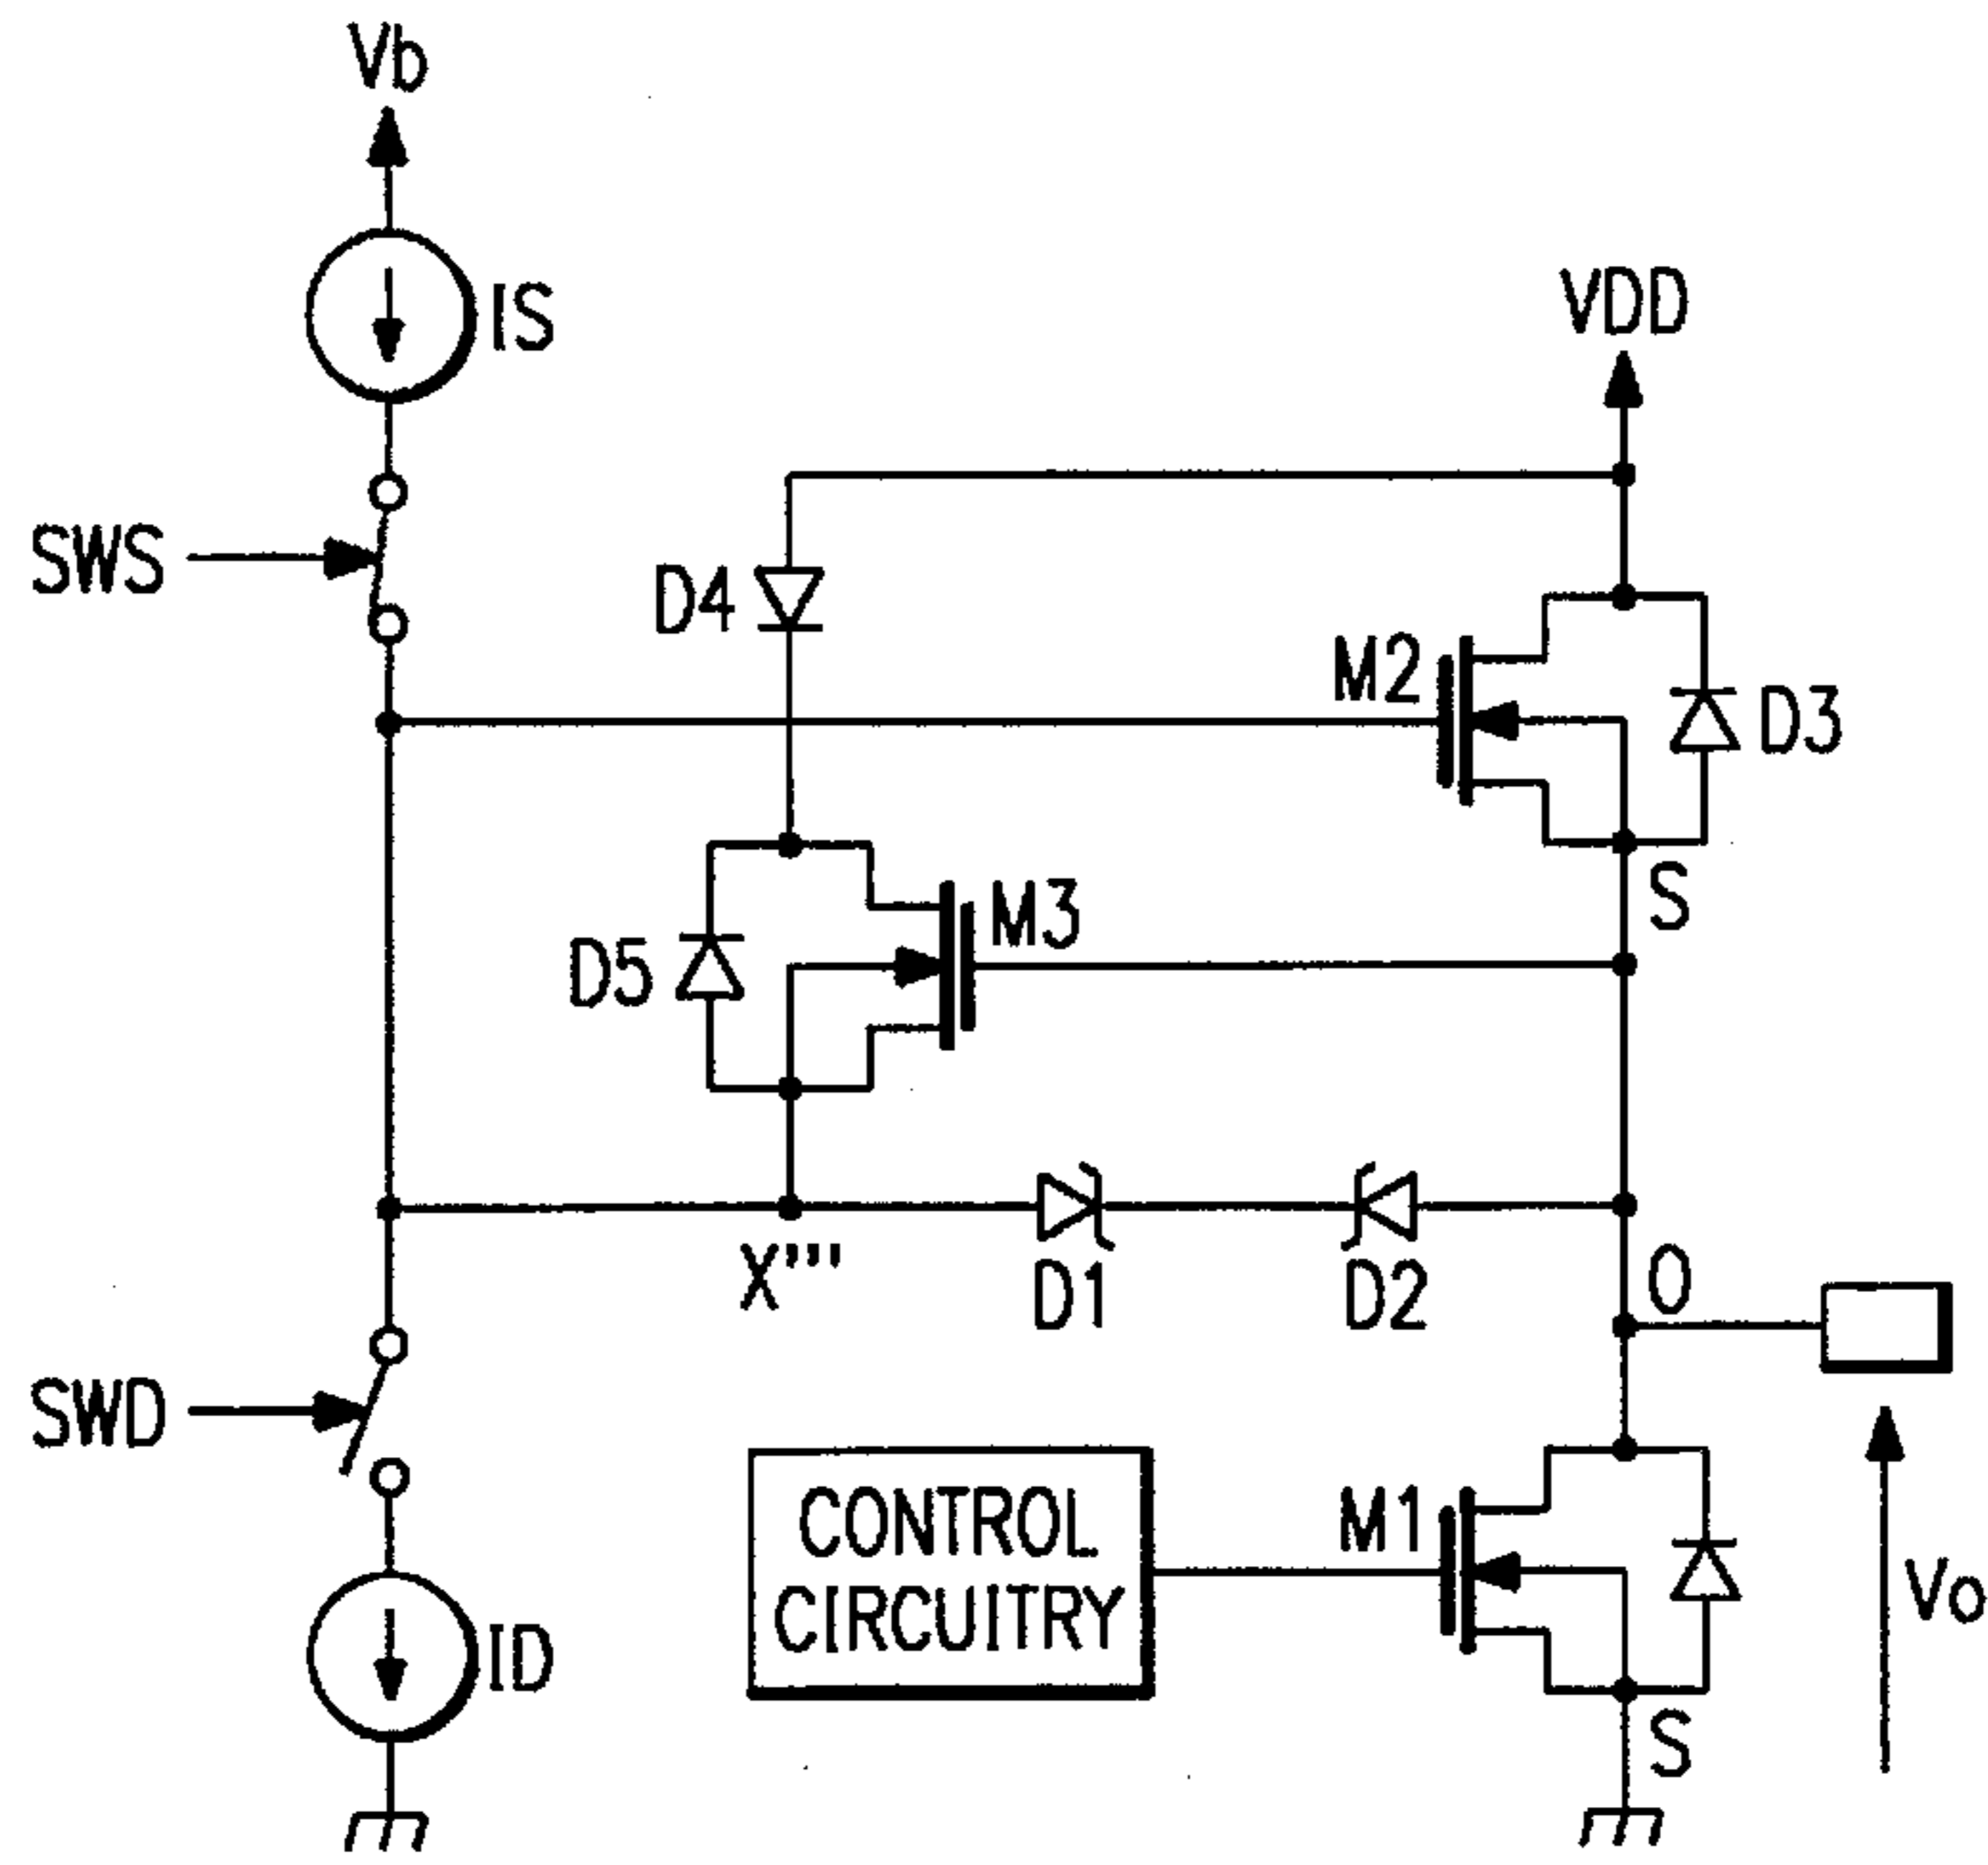 Vb
IS
VDD
SWS
D4
M2
D3
S
M3
D5
X'''
D1
D2
O
SWD
CONTROL
CIRCUITRY
M1
Vo
ID
S